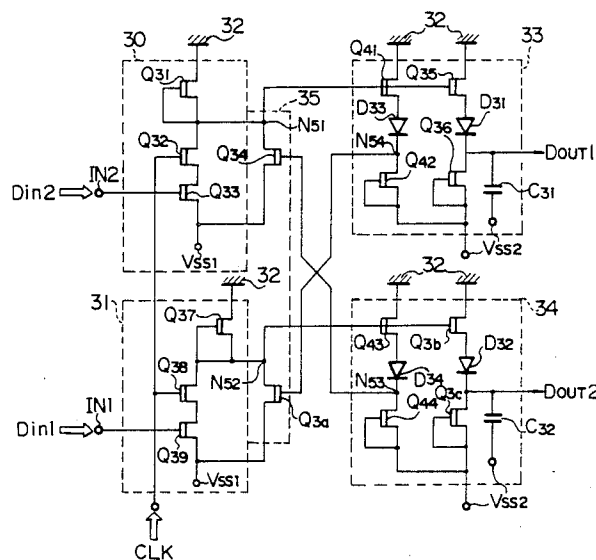 30
32
32
33
Q31
Q41
Q35
35
N51
D33
D31
Q32
Q34
N54
Q36
Q42
DOUT1
IN2
Din2
Q33
C31
VSS1
VSS2
31
32
32
34
Q37
Q43
Q3b
D32
Q38
N52
N53
D34
DOUT2
IN1
Q44
Q3c
Din1
Q39
Q3a
C32
VSS1
VSS2
CLK